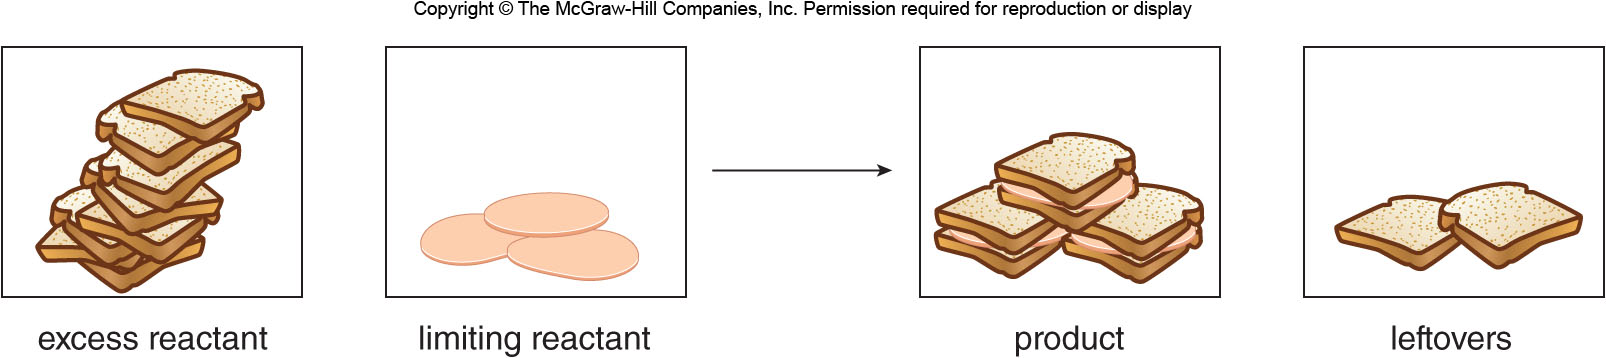 Copyright © The McGraw-Hill Companies, Inc. Permission required for reproduction or display
excess reactant
limiting reactant
product
leftovers